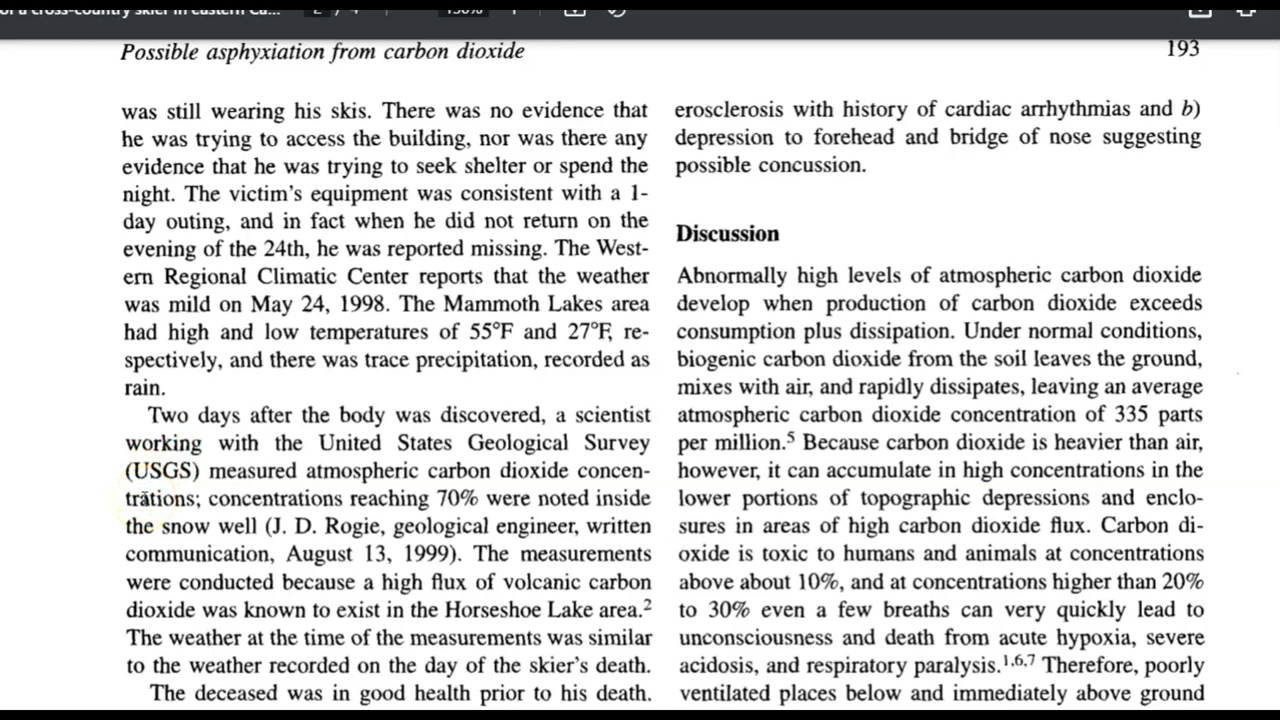 of a cross-country skier in eastern Ca...
2 / 4
150%
Possible asphyxiation from carbon dioxide
193
was still wearing his skis. There was no evidence that
he was trying to access the building, nor was there any
evidence that he was trying to seek shelter or spend the
night. The victim's equipment was consistent with a 1-
day outing, and in fact when he did not return on the
evening of the 24th, he was reported missing. The West-
ern Regional Climatic Center reports that the weather
was mild on May 24, 1998. The Mammoth Lakes area
had high and low temperatures of 55°F and 27°F, re-
spectively, and there was trace precipitation, recorded as
rain.
Two days after the body was discovered, a scientist
working with the United States Geological Survey
(USGS) measured atmospheric carbon dioxide concen-
trations; concentrations reaching 70% were noted inside
the snow well (J. D. Rogie, geological engineer, written
communication, August 13, 1999). The measurements
were conducted because a high flux of volcanic carbon
dioxide was known to exist in the Horseshoe Lake area.2
The weather at the time of the measurements was similar
to the weather recorded on the day of the skier's death.
The deceased was in good health prior to his death.
erosclerosis with history of cardiac arrhythmias and b)
depression to forehead and bridge of nose suggesting
possible concussion.
Discussion
Abnormally high levels of atmospheric carbon dioxide
develop when production of carbon dioxide exceeds
consumption plus dissipation. Under normal conditions,
biogenic carbon dioxide from the soil leaves the ground,
mixes with air, and rapidly dissipates, leaving an average
atmospheric carbon dioxide concentration of 335 parts
per million.5 Because carbon dioxide is heavier than air,
however, it can accumulate in high concentrations in the
lower portions of topographic depressions and enclo-
sures in areas of high carbon dioxide flux. Carbon di-
oxide is toxic to humans and animals at concentrations
above about 10%, and at concentrations higher than 20%
to 30% even a few breaths can very quickly lead to
unconsciousness and death from acute hypoxia, severe
acidosis, and respiratory paralysis.1,6,7 Therefore, poorly
ventilated places below and immediately above ground